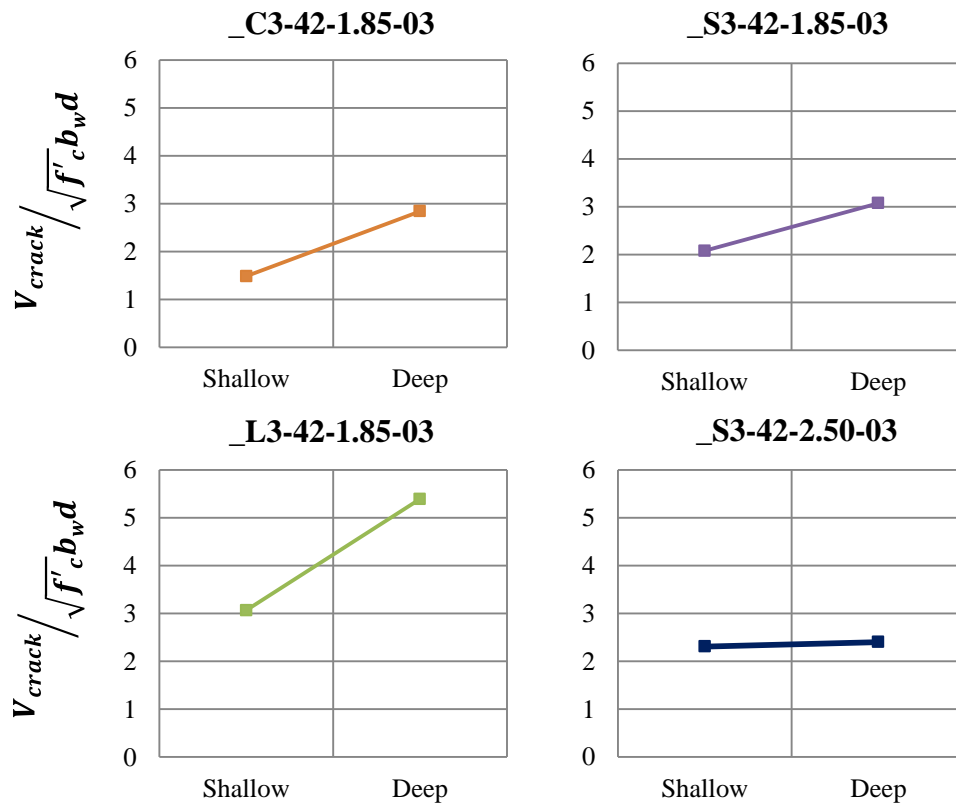 _C3-42-1.85-03
6
5
4
3
2
1
0
Shallow Deep
V_crack/√f'_c b_w d
_S3-42-1.85-03
6
5
4
3
2
1
0
Shallow Deep
_L3-42-1.85-03
6
5
4
3
2
1
0
Shallow Deep
V_crack/√f'_c b_w d
_S3-42-2.50-03
6
5
4
3
2
1
0
Shallow Deep